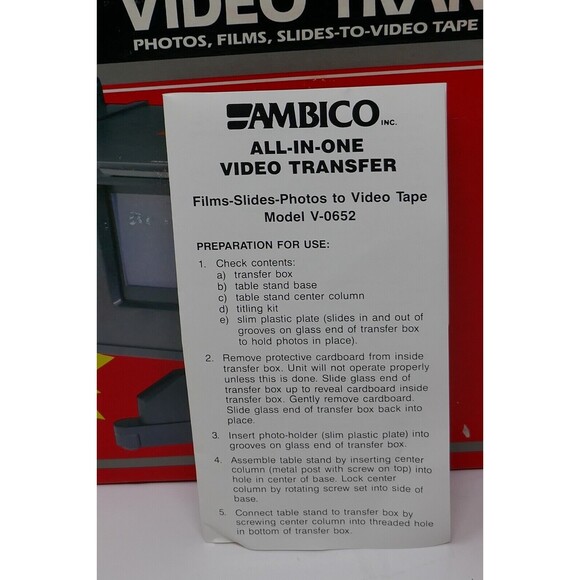 VIDEO TRAN
PHOTOS, FILMS, SLIDES-TO-VIDEO TAPE
AMBICO INC.
ALL-IN-ONE
VIDEO TRANSFER
Films-Slides-Photos to Video Tape
Model V-0652
PREPARATION FOR USE:
1. Check contents:
a) transfer box
b) table stand base
c) table stand center column
d) titling kit
e) slim plastic plate (slides in and out of
grooves on glass end of transfer box
to hold photos in place).
2. Remove protective cardboard from inside
transfer box. Unit will not operate properly
unless this is done. Slide glass end of
transfer box up to reveal cardboard inside
transfer box. Gently remove cardboard.
Slide glass end of transfer box back into
place.
3. Insert photo-holder (slim plastic plate) into
grooves on glass end of transfer box.
4. Assemble table stand by inserting center
column (metal post with screw on top) into
hole in center of base. Lock center
column by rotating screw set into side of
base.
5. Connect table stand to transfer box by
screwing center column into threaded hole
in bottom of transfer box.